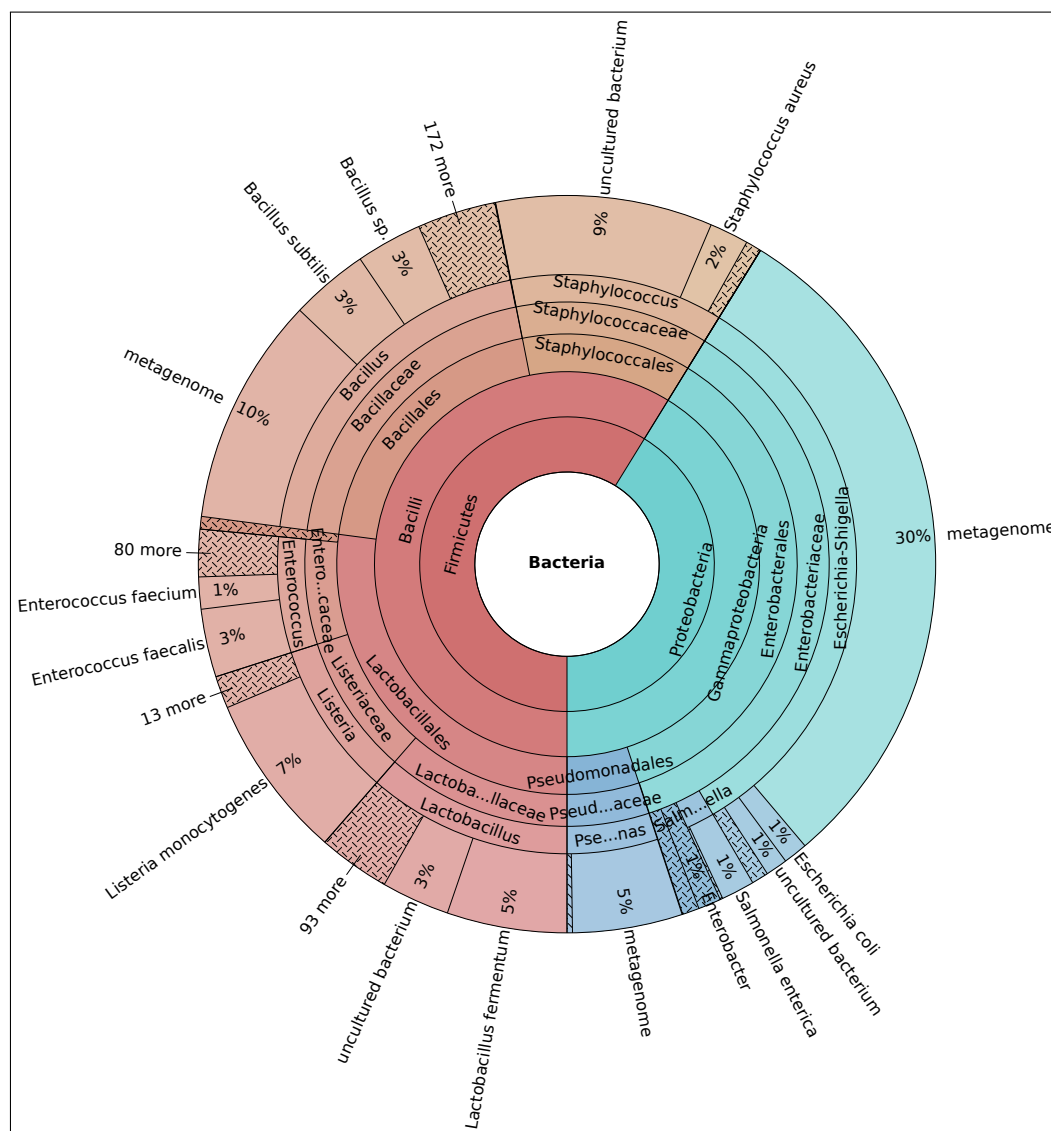 Bacteria
Firmicutes
Proteobacteria
Bacilli
Gammaproteobacteria
Staphylococcales
Staphylococcaceae
Staphylococcus
Bacillales
Bacillaceae
Bacillus
Lactobacillales
Entero...caceae
Enterococcus
Listeriaceae
Listeria
Lactoba...llaceae
Lactobacillus
Pseudomonadales
Pseud...aceae
Pse...nas
Enterobacterales
Enterobacteriaceae
Escherichia-Shigella
Salm...ella
uncultured bacterium
9%
Staphylococcus aureus
2%
metagenome
30%
Escherichia coli
1%
uncultured bacterium
1%
Salmonella enterica
1%
Enterobacter
1%
metagenome
5%
Lactobacillus fermentum
5%
uncultured bacterium
3%
93 more
Listeria monocytogenes
7%
13 more
Enterococcus faecalis
3%
Enterococcus faecium
1%
80 more
metagenome
10%
Bacillus subtilis
3%
Bacillus sp.
3%
172 more